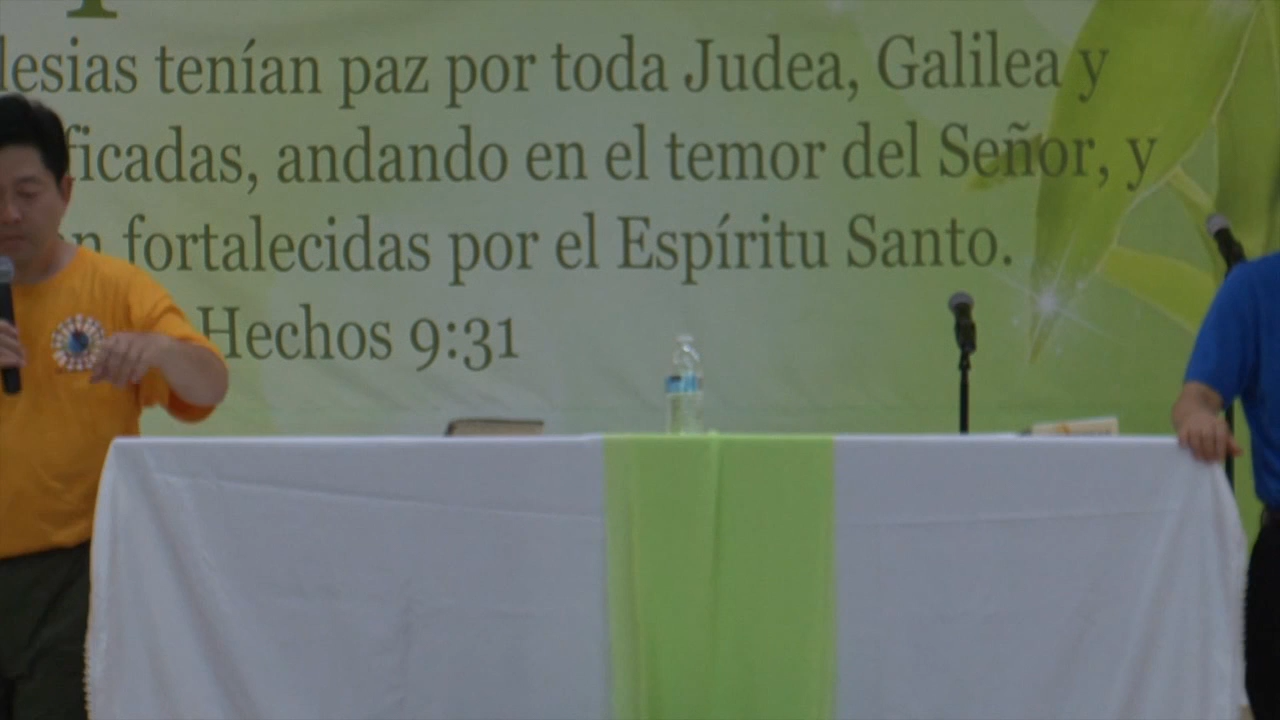 lesias tenían paz por toda Judea, Galilea y
ficadas, andando en el temor del Señor, y
n fortalecidas por el Espíritu Santo.
Hechos 9:31